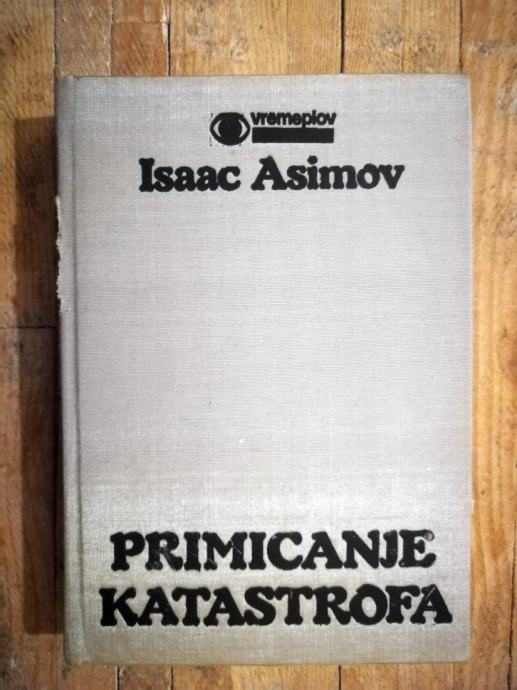 vremeplov
Isaac Asimov
PRIMICANJE
KATASTROFA